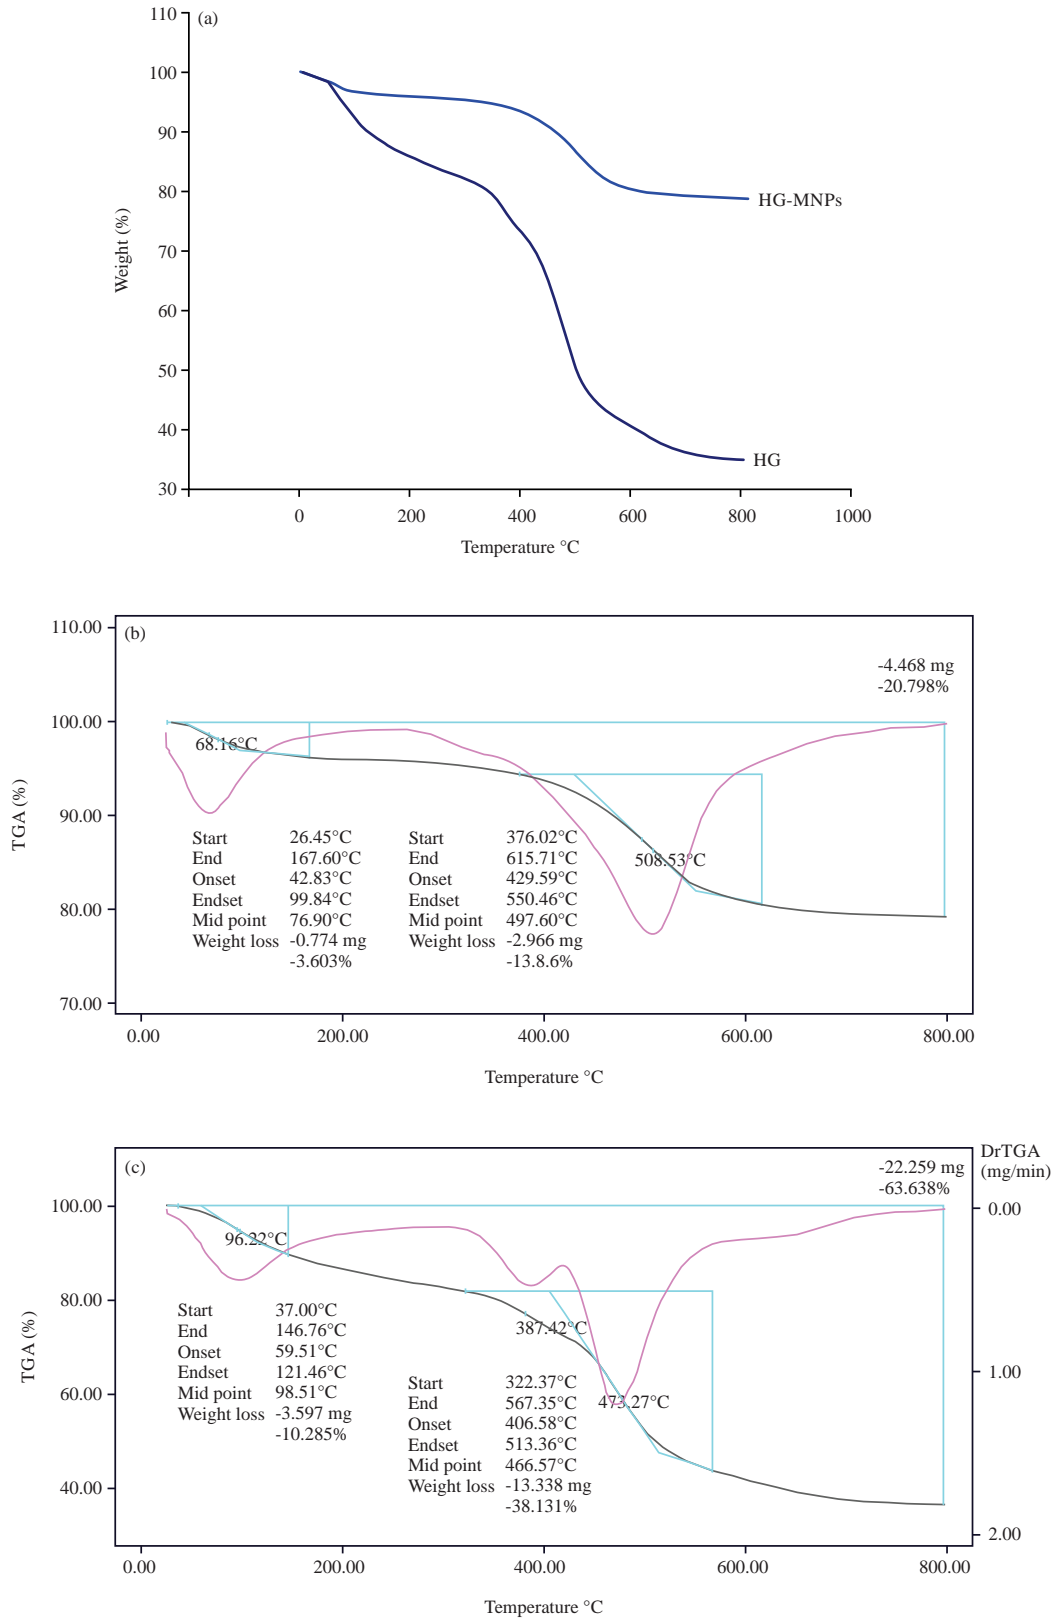 (a)
110
100
90
80
70
60
50
40
30
Weight (%)
HG-MNPs
HG
0 200 400 600 800 1000
Temperature °C
(b)
110.00
100.00
90.00
80.00
70.00
TGA (%)
-4.468 mg
-20.798%
68.16°C
508.53°C
Start 26.45°C
End 167.60°C
Onset 42.83°C
Endset 99.84°C
Mid point 76.90°C
Weight loss -0.774 mg
-3.603%
Start 376.02°C
End 615.71°C
Onset 429.59°C
Endset 550.46°C
Mid point 497.60°C
Weight loss -2.966 mg
-13.8.6%
0.00 200.00 400.00 600.00 800.00
Temperature °C
(c)
DrTGA
(mg/min)
-22.259 mg
-63.638%
100.00
80.00
60.00
40.00
TGA (%)
0.00
1.00
2.00
96.22°C
387.42°C
473.27°C
Start 37.00°C
End 146.76°C
Onset 59.51°C
Endset 121.46°C
Mid point 98.51°C
Weight loss -3.597 mg
-10.285%
Start 322.37°C
End 567.35°C
Onset 406.58°C
Endset 513.36°C
Mid point 466.57°C
Weight loss -13.338 mg
-38.131%
0.00 200.00 400.00 600.00 800.00
Temperature °C